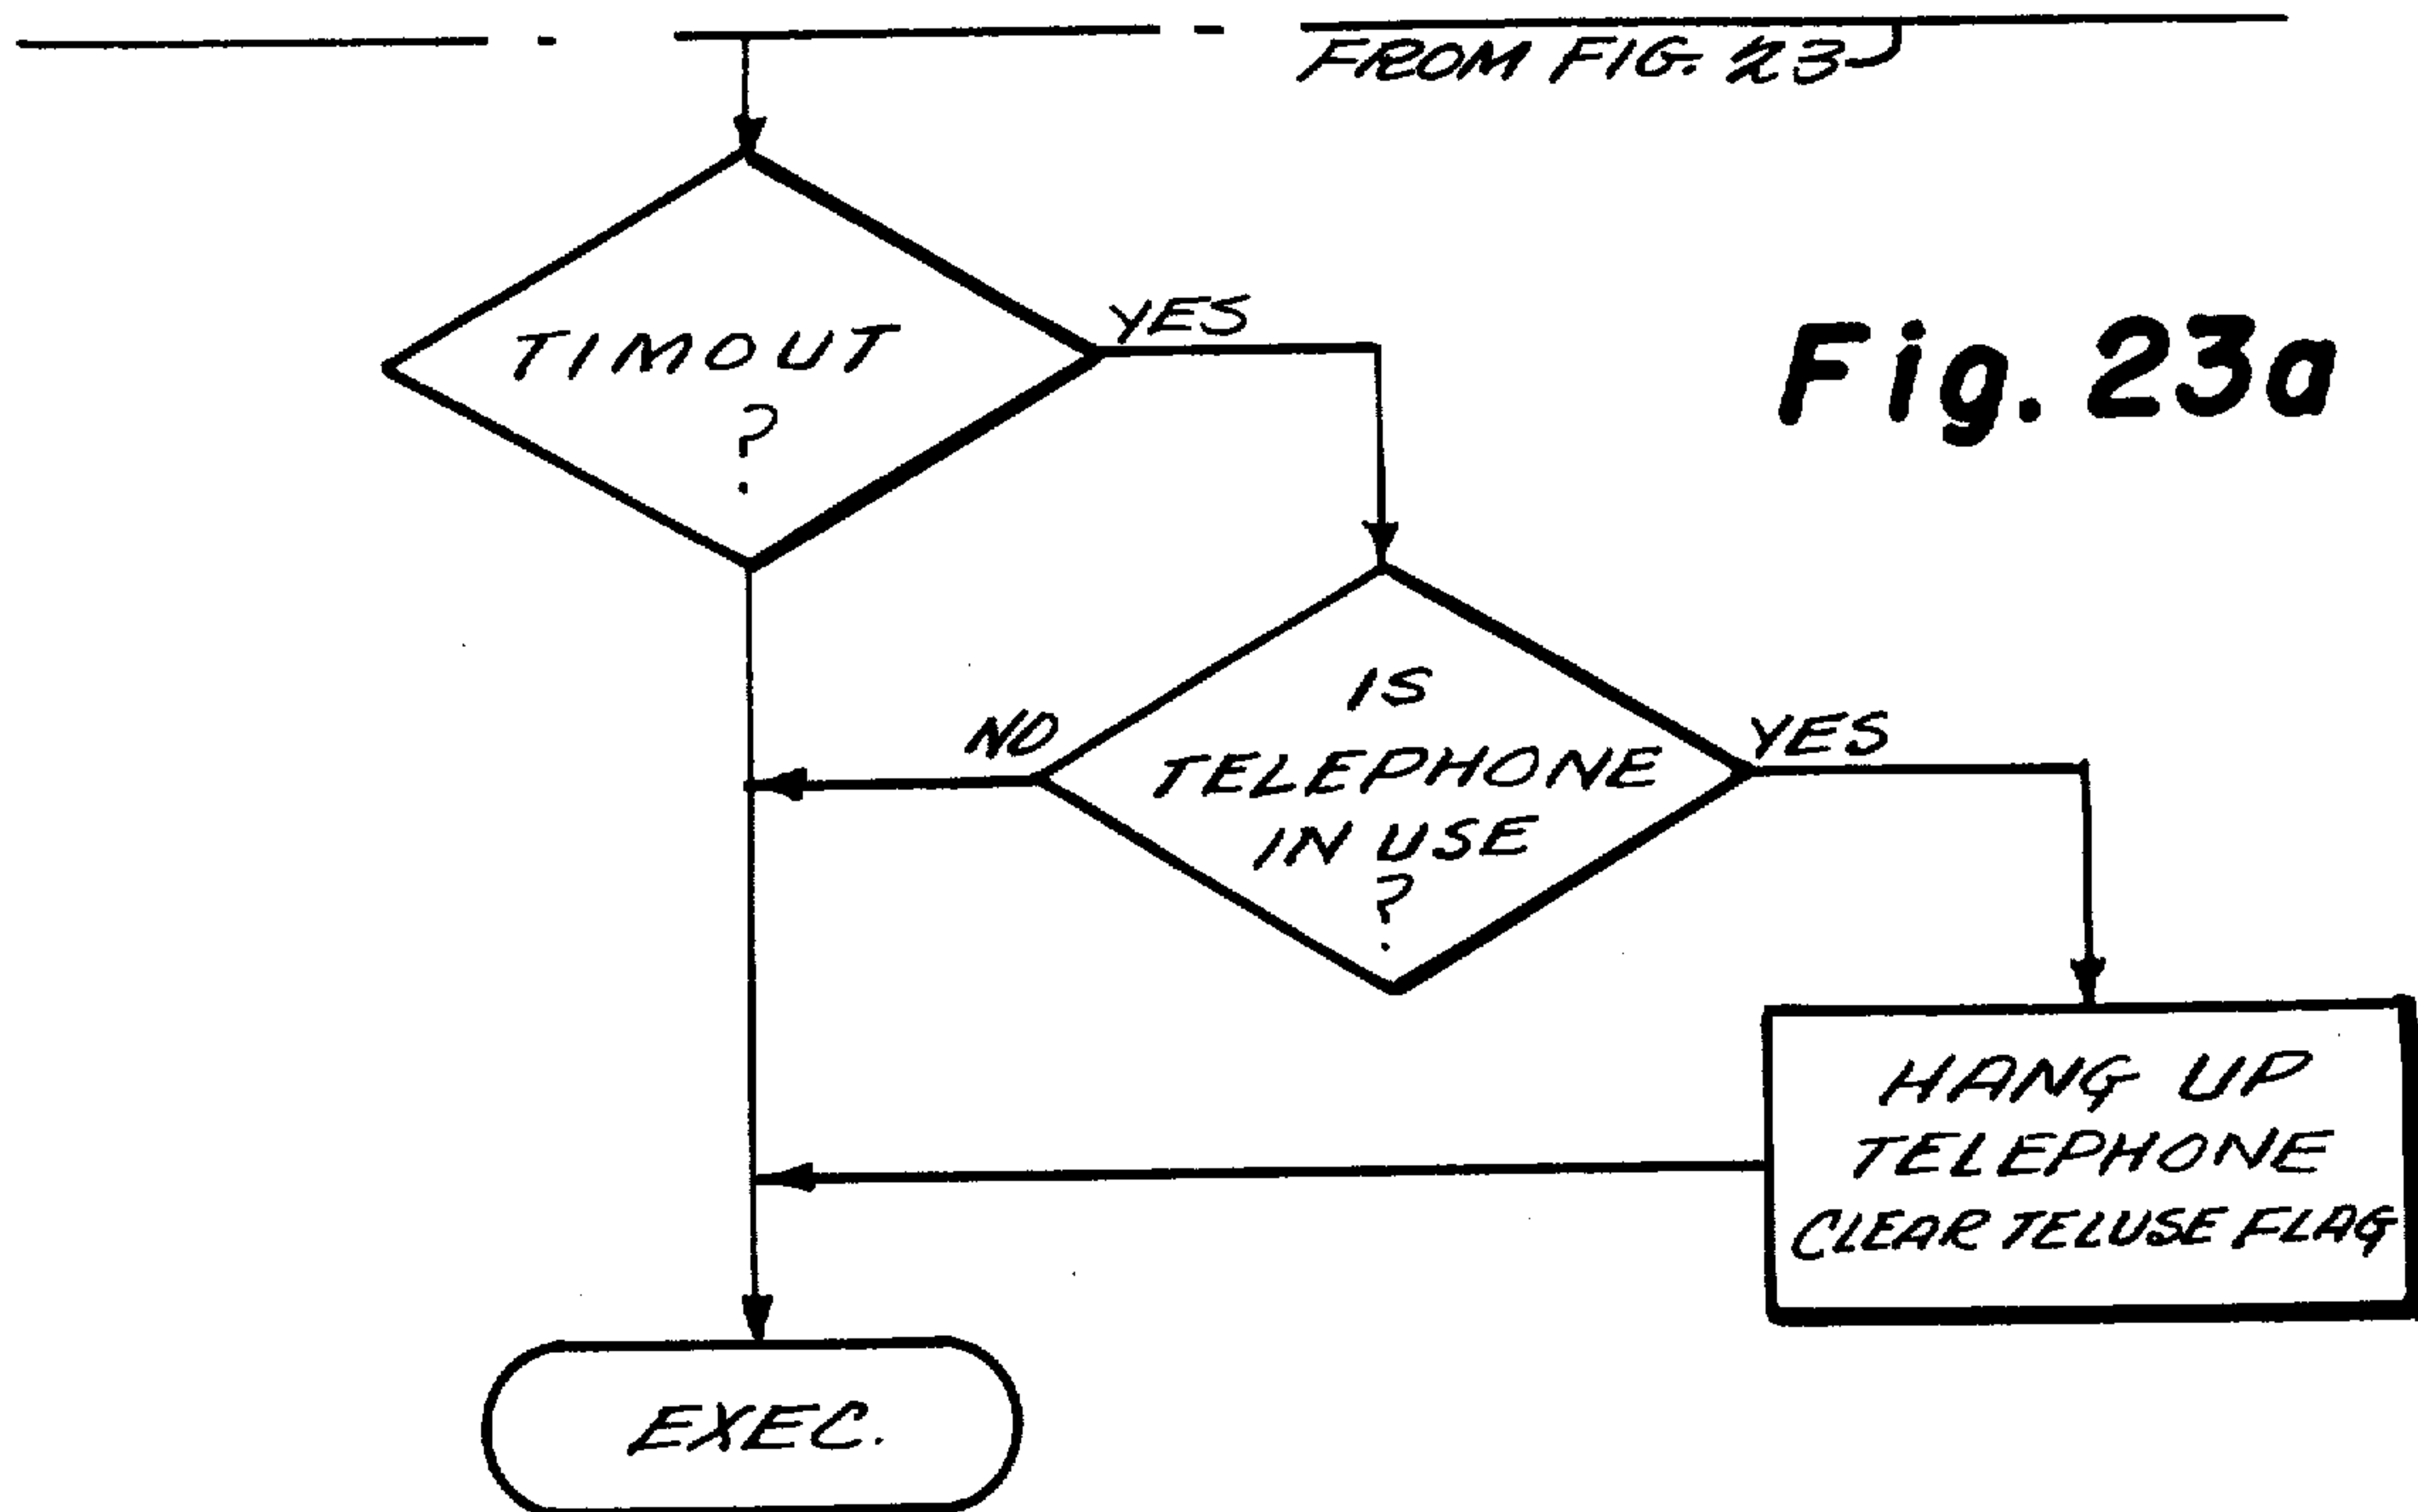 FROM FIG. 23
YES
Fig. 23a
TIMOUT
?
IS
TELEPHONE
IN USE
?
NO
YES
HANG UP
TELEPHONE
CLEAR TELUSE FLAG
EXEC.